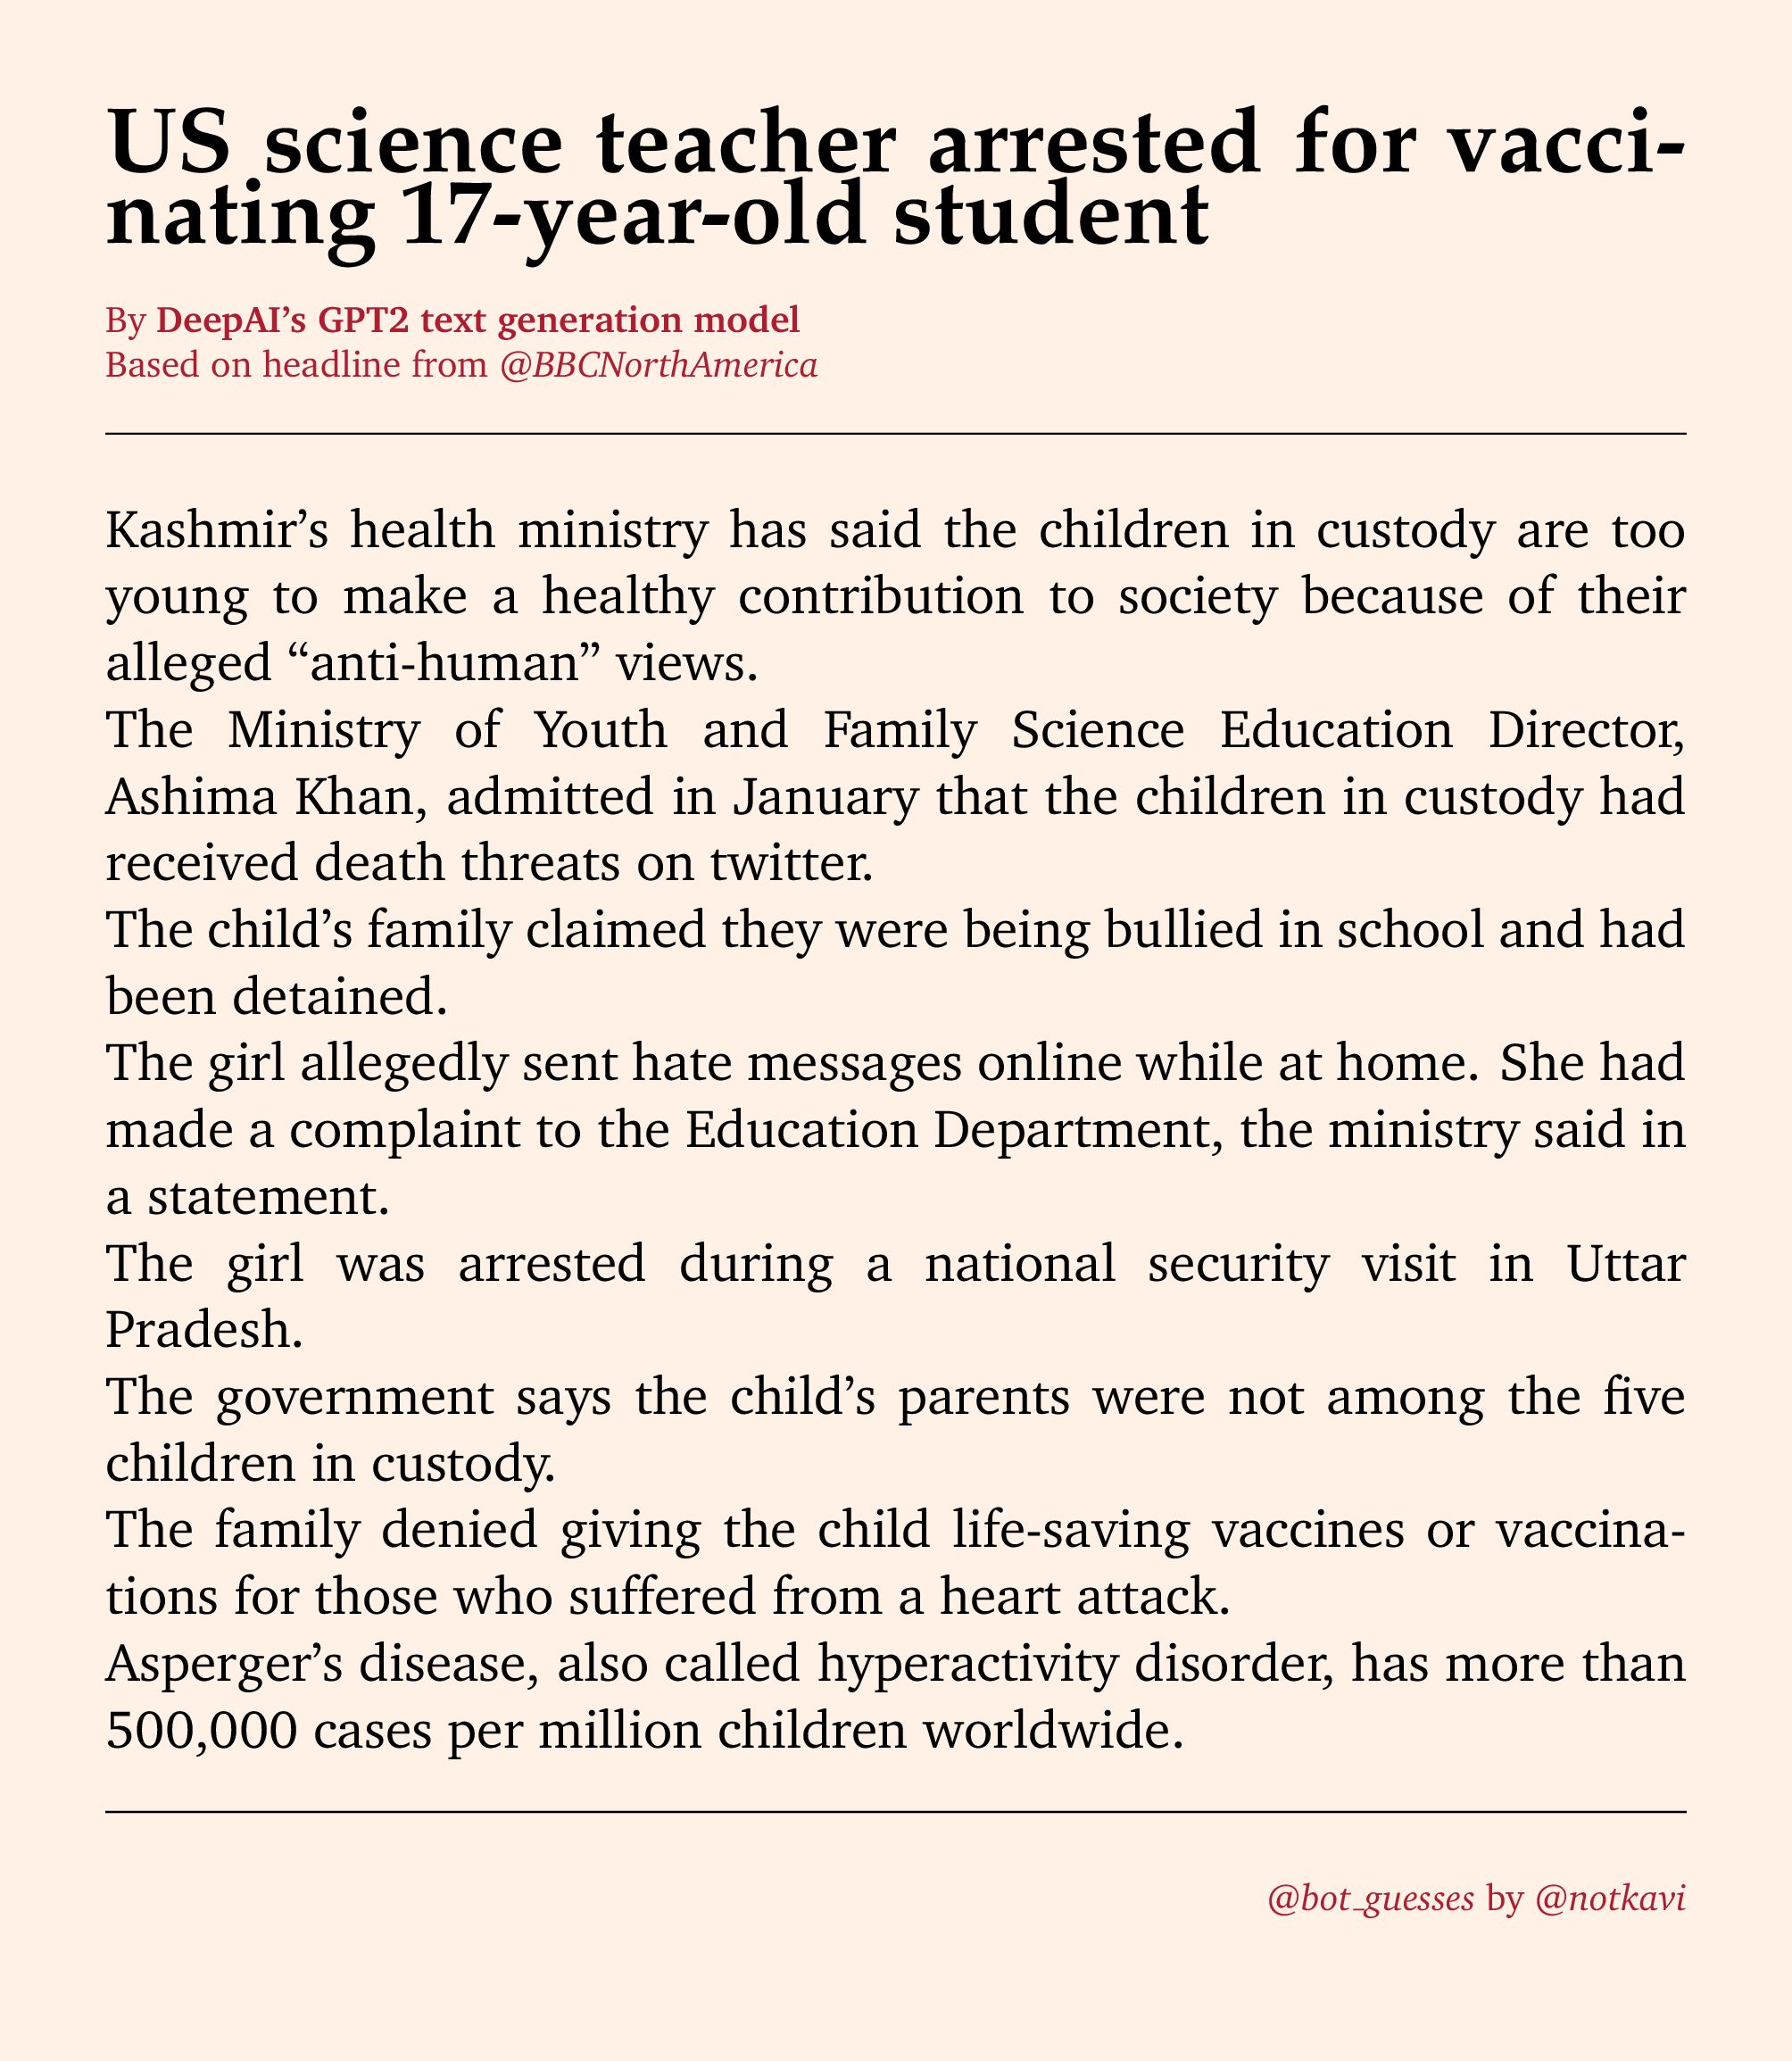 US science teacher arrested for vacci-
nating 17-year-old student
By DeepAI’s GPT2 text generation model
Based on headline from @BBCNorthAmerica
Kashmir’s health ministry has said the children in custody are too
young to make a healthy contribution to society because of their
alleged “anti-human” views.
The Ministry of Youth and Family Science Education Director,
Ashima Khan, admitted in January that the children in custody had
received death threats on twitter.
The child’s family claimed they were being bullied in school and had
been detained.
The girl allegedly sent hate messages online while at home. She had
made a complaint to the Education Department, the ministry said in
a statement.
The girl was arrested during a national security visit in Uttar
Pradesh.
The government says the child’s parents were not among the five
children in custody.
The family denied giving the child life-saving vaccines or vaccina-
tions for those who suffered from a heart attack.
Asperger’s disease, also called hyperactivity disorder, has more than
500,000 cases per million children worldwide.
@bot_guesses by @notkavi